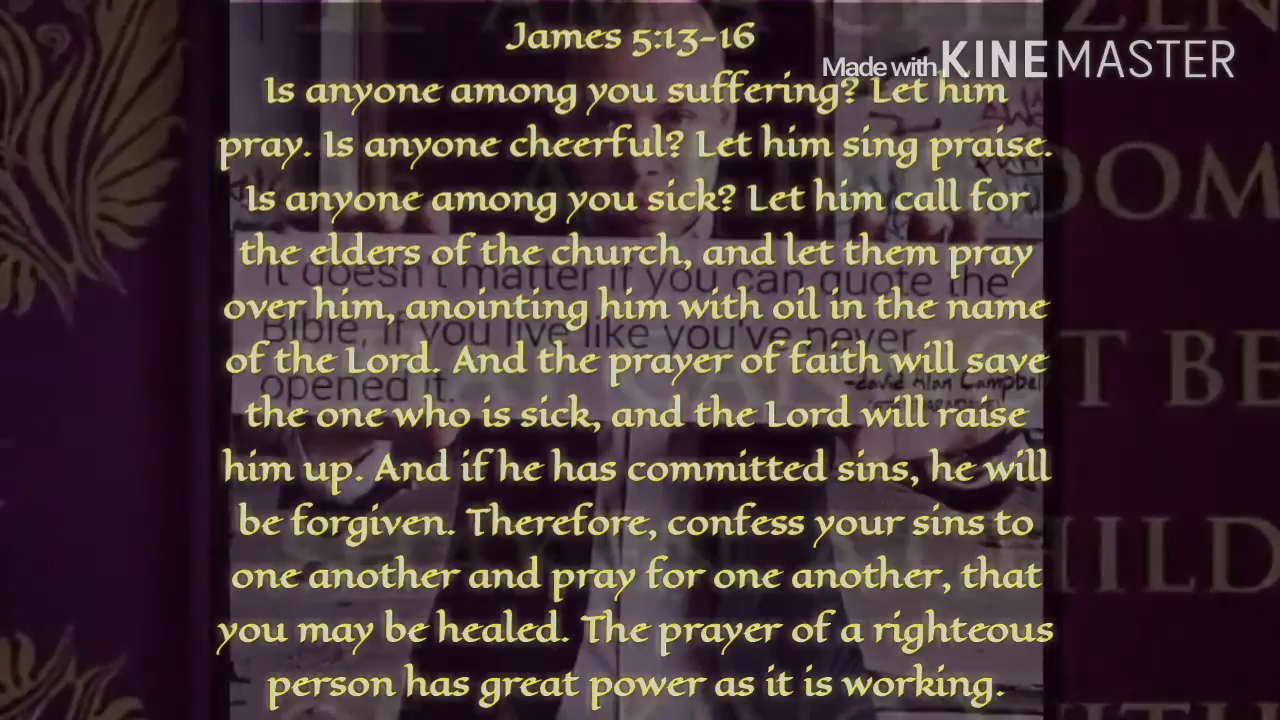 James 5:13-16
Made with KINEMASTER
Is anyone among you suffering? Let him
pray. Is anyone cheerful? Let him sing praise.
Is anyone among you sick? Let him call for
the elders of the church, and let them pray
over him, anointing him with oil in the name
of the Lord. And the prayer of faith will save
the one who is sick, and the Lord will raise
him up. And if he has committed sins, he will
be forgiven. Therefore, confess your sins to
one another and pray for one another, that
you may be healed. The prayer of a righteous
person has great power as it is working.
It doesn't matter if you can quote the
Bible, if you live like you've never
opened it.
-David Alan Campbell
T BE